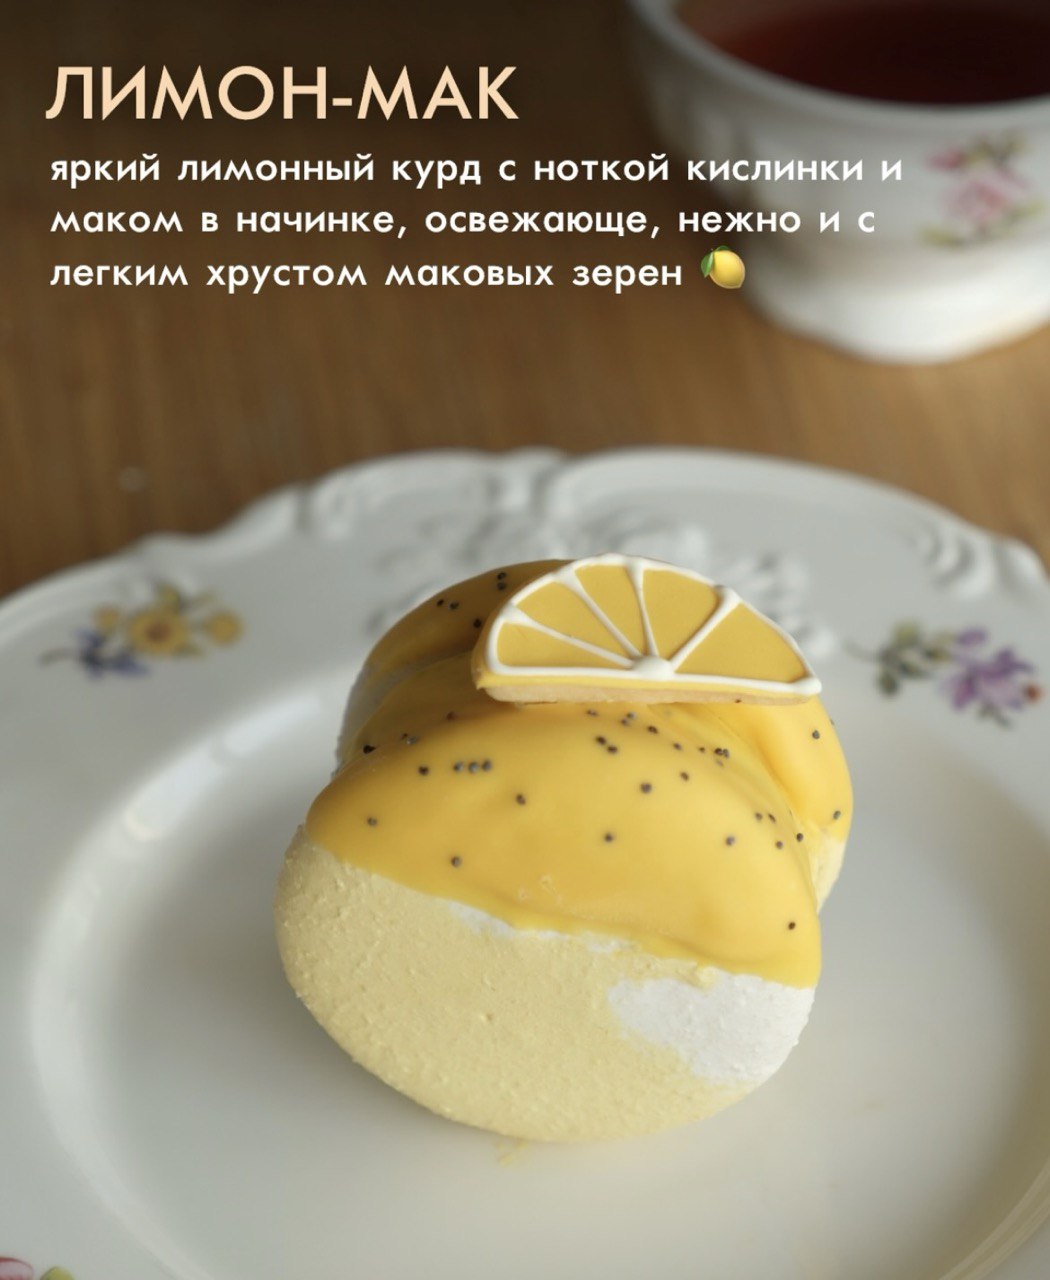 ЛИМОН-МАК
яркий лимонный курд с ноткой кислинки и
маком в начинке, освежающе, нежно и с
легким хрустом маковых зерен 🍋